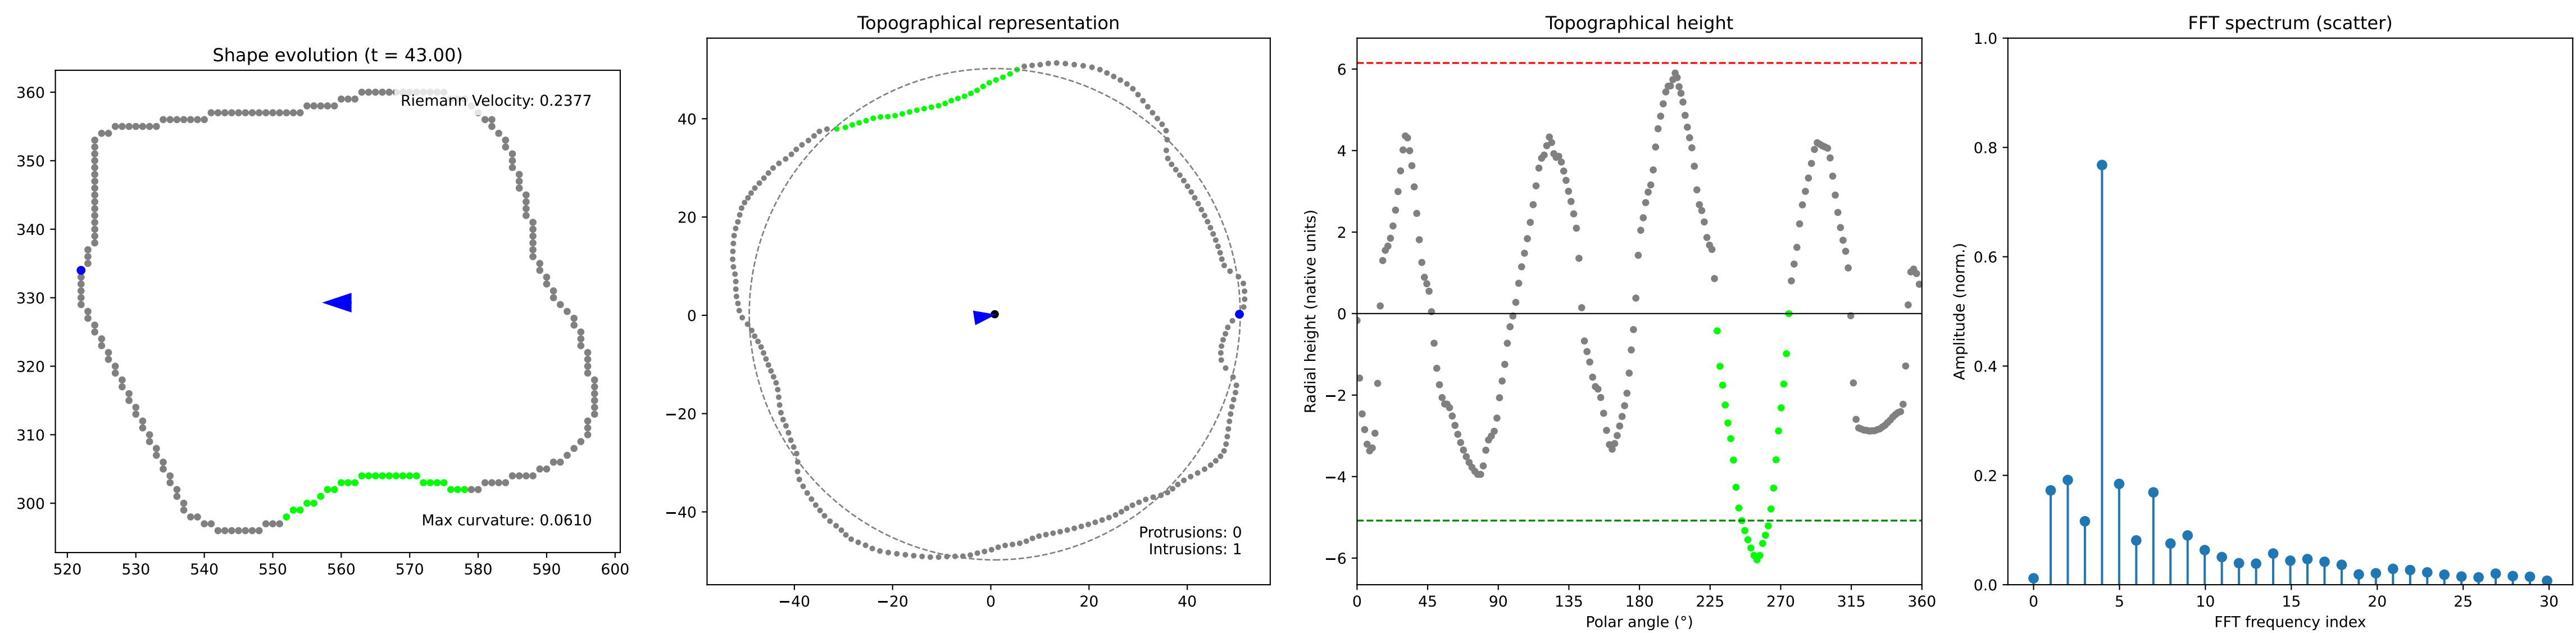 Shape evolution (t = 43.00)
360
350
340
330
320
310
300
520 530 540 550 560 570 580 590 600
Riemann Velocity: 0.2377
Max curvature: 0.0610
Topographical representation
40
20
0
−20
−40
−40 −20 0 20 40
Protrusions: 0
Intrusions: 1
Topographical height
Radial height (native units)
6
4
2
0
−2
−4
−6
0 45 90 135 180 225 270 315 360
Polar angle (°)
FFT spectrum (scatter)
Amplitude (norm.)
1.0
0.8
0.6
0.4
0.2
0.0
0 5 10 15 20 25 30
FFT frequency index